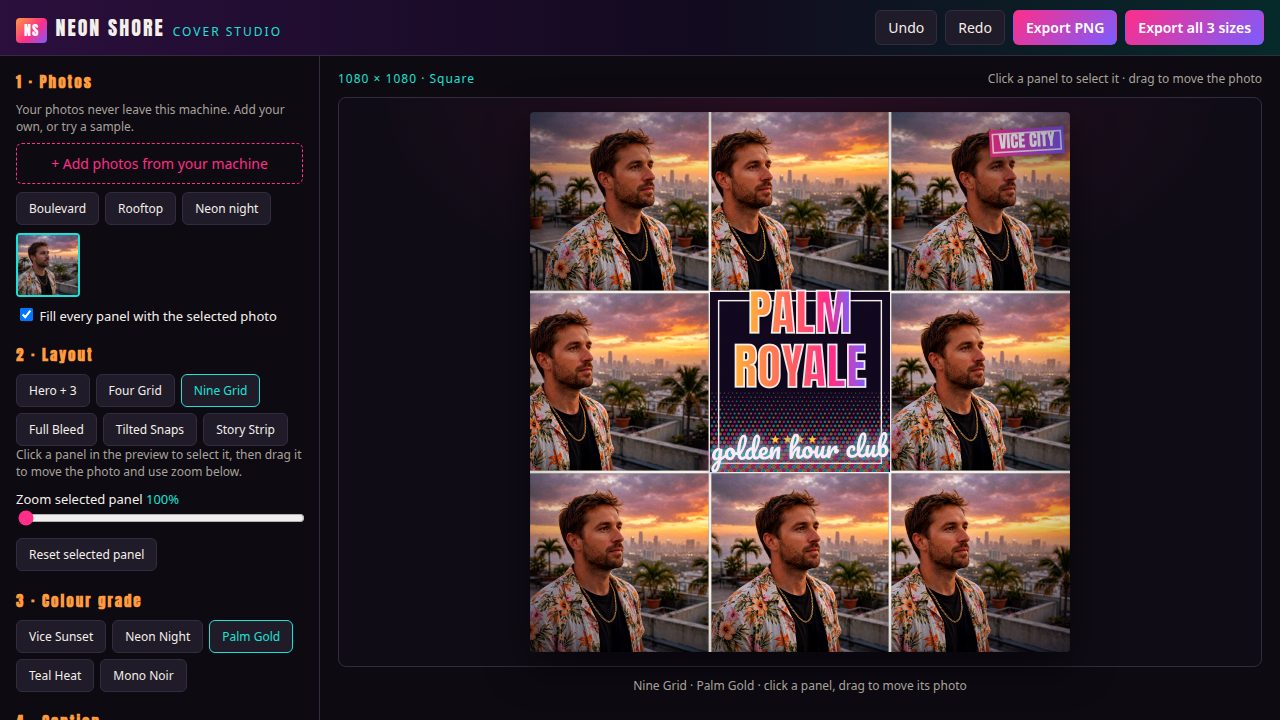 NS NEON SHORE COVER STUDIO
Undo Redo Export PNG Export all 3 sizes
1 · Photos
Your photos never leave this machine. Add your
own, or try a sample.
+ Add photos from your machine
Boulevard Rooftop Neon night
Fill every panel with the selected photo
2 · Layout
Hero + 3 Four Grid Nine Grid
Full Bleed Tilted Snaps Story Strip
Click a panel in the preview to select it, then drag it
to move the photo and use zoom below.
Zoom selected panel 100%
Reset selected panel
3 · Colour grade
Vice Sunset Neon Night Palm Gold
Teal Heat Mono Noir
4 · Caption
1080 × 1080 · Square
Click a panel to select it · drag to move the photo
VICE CITY
PALM
ROYALE
golden hour club
Nine Grid · Palm Gold · click a panel, drag to move its photo